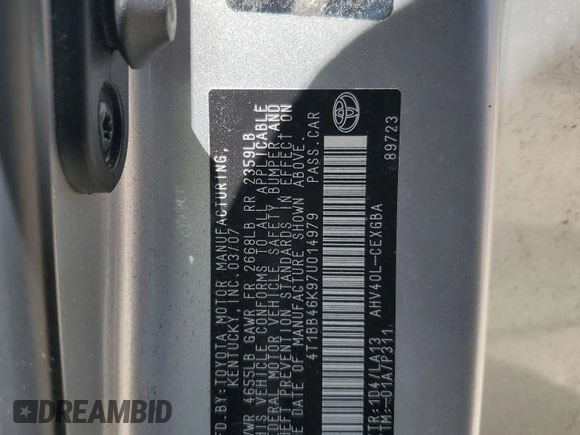 MFD.BY:TOYOTA MOTOR MANUFACTURING,
KENTUCKY, INC. 03/07
GVWR 4655LB GAWR FR 2668LB RR 2359LB
THIS VEHICLE CONFORMS TO ALL APPLICABLE
FEDERAL MOTOR VEHICLE SAFETY, BUMPER AND
THEFT PREVENTION STANDARDS IN EFFECT ON
THE DATE OF MANUFACTURE SHOWN ABOVE.
4T1BB46K97U014979 PASS.CAR
AHV40L-CEXGBA
TR:1D4/LA13
TM:-01A/P311
89723
DREAMBID